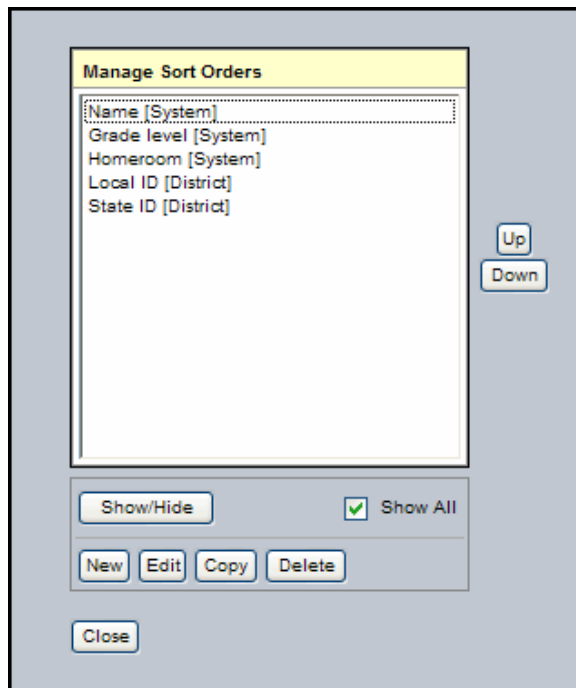 Manage Sort Orders
Name [System]
Grade level [System]
Homeroom [System]
Local ID [District]
State ID [District]
Up
Down
Show/Hide Show All
New Edit Copy Delete
Close